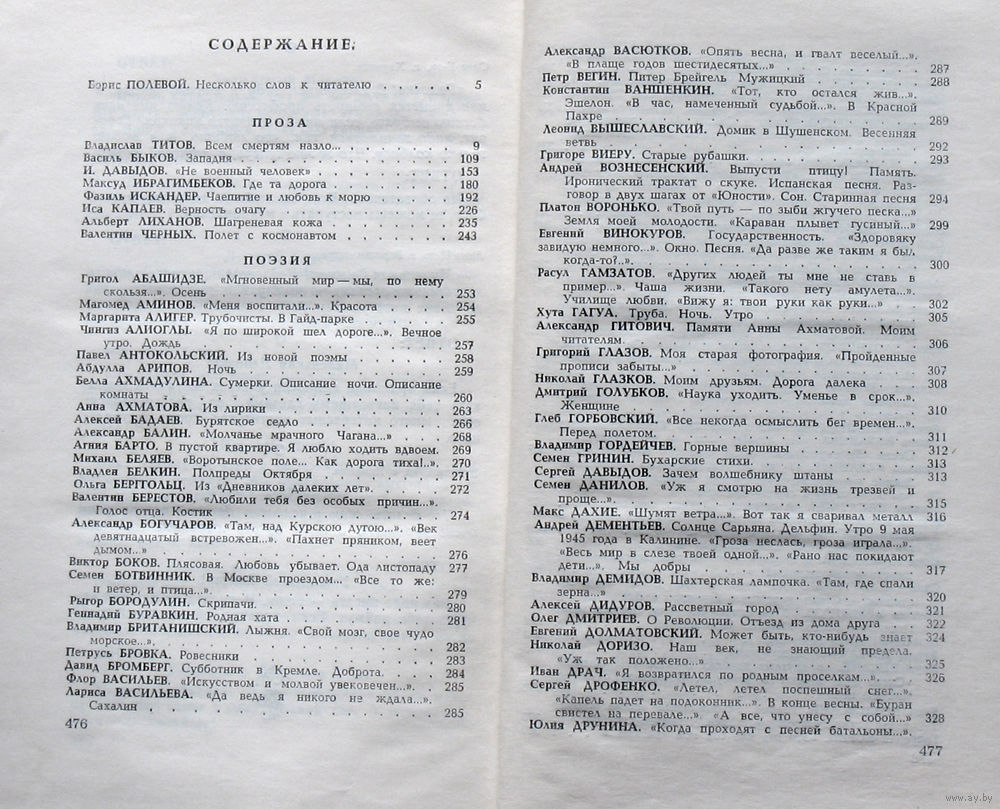 СОДЕРЖАНИЕ.
Борис ПОЛЕВОЙ. Несколько слов к читателю . . . . . 5
ПРОЗА
Владислав ТИТОВ. Всем смертям назло... . . . . . . 9
Василь БЫКОВ. Западня . . . . . . . . . . 109
И. ДАВЫДОВ. «Не военный человек» . . . . . . . 153
Максуд ИБРАГИМБЕКОВ. Где та дорога . . . . . . 180
Фазиль ИСКАНДЕР. Чаепитие и любовь к морю . . . . . 192
Иса КАПАЕВ. Верность очагу . . . . . . . . . 226
Альберт ЛИХАНОВ. Шагреневая кожа . . . . . . . 235
Валентин ЧЕРНЫХ. Полет с космонавтом . . . . . . 243
ПОЭЗИЯ
Григол АБАШИДЗЕ. «Мгновенный мир — мы, по нему
скользя...». Осень . . . . . . . . . . . 253
Магомед АМИНОВ. «Меня воспитали...». Красота . . . . 254
Маргарита АЛИГЕР. Трубочисты. В Гайд-парке . . . . . 255
Чингиз АЛИОГЛЫ. «Я по широкой шел дороге...». Вечное
утро. Дождь . . . . . . . . . . . . 257
Павел АНТОКОЛЬСКИЙ. Из новой поэмы . . . . . . 258
Абдулла АРИПОВ. Ночь . . . . . . . . . . 259
Белла АХМАДУЛИНА. Сумерки. Описание ночи. Описание
комнаты . . . . . . . . . . . . . 260
Анна АХМАТОВА. Из лирики . . . . . . . . . 263
Алексей БАДАЕВ. Бурятское седло . . . . . . . 266
Александр БАЛИН. «Молчанье мрачного Чагана...» . . . . 268
Агния БАРТО. В пустой квартире. Я люблю ходить вдвоем. 269
Михаил БЕЛЯЕВ. «Воротынское поле... Как дорога тиха!..». 270
Владлен БЕЛКИН. Полпреды Октября . . . . . . . 271
Ольга БЕРГГОЛЬЦ. Из «Дневников далеких лет». . . . . 272
Валентин БЕРЕСТОВ. «Любили тебя без особых причин...».
Голос отца. Костик . . . . . . . . . . 274
Александр БОГУЧАРОВ. «Там, над Курскою дугою...». «Век
девятнадцатый встревожен...». «Пахнет пряником, веет
дымом...» . . . . . . . . . . . . 276
Виктор БОКОВ. Плясовая. Любовь убывает. Ода листопаду 277
Семен БОТВИННИК. В Москве проездом... «Все то же:
и ветер, и птица...». . . . . . . . . . 279
Рыгор БОРОДУЛИН. Скрипачи. . . . . . . . . 280
Геннадий БУРАВКИН. Родная хата . . . . . . . . 281
Владимир БРИТАНИШСКИЙ. Лыжня. «Свой мозг, свое чудо
морское...». . . . . . . . . . . . 282
Петрусь БРОВКА. Ровесники . . . . . . . . . 283
Давид БРОМБЕРГ. Субботник в Кремле. Доброта. . . . . 284
Флор ВАСИЛЬЕВ. «Искусством и молвой увековечен...». . . 285
Лариса ВАСИЛЬЕВА. «Да ведь я никого не ждала...».
Сахалин . . . . . . . . . . . . . 285
476
Александр ВАСЮТКОВ. «Опять весна, и гвалт веселый...».
«В плаще годов шестидесятых...» . . . . . . . 287
Петр ВЕГИН. Питер Брейгель Мужицкий . . . . . . 288
Константин ВАНШЕНКИН. «Тот, кто остался жив...».
Эшелон. «В час, намеченный судьбой...». В Красной
Пахре . . . . . . . . . . . . . 289
Леонид ВЫШЕСЛАВСКИЙ. Домик в Шушенском. Весенняя
ветвь . . . . . . . . . . . . . 292
Григоре ВИЕРУ. Старые рубашки. . . . . . . . 293
Андрей ВОЗНЕСЕНСКИЙ. Выпусти птицу! Память.
Иронический трактат о скуке. Испанская песня. Раз-
говор в двух шагах от «Юности». Сон. Старинная песня 294
Платон ВОРОНЬКО. «Твой путь — по зыби жгучего песка...»
Земля моей молодости. «Караван плывет гусиный...» 299
Евгений ВИНОКУРОВ. Государственность. «Здоровяку
завидую немного...». Окно. Песня. «Да разве же таким я был
когда-то?..». . . . . . . . . . . . 300
Расул ГАМЗАТОВ. «Других людей ты мне не ставь в
пример...». Чаша жизни. «Такого нету амулета...».
Училище любви. «Вижу я: твои руки как руки...» . . 302
Хута ГАГУА. Труба. Ночь. Утро . . . . . . . . 305
Александр ГИТОВИЧ. Памяти Анны Ахматовой. Моим
читателям. . . . . . . . . . . . . 306
Григорий ГЛАЗОВ. Моя старая фотография. «Пройденные
прописи забыты...» . . . . . . . . . . 307
Николай ГЛАЗКОВ. Моим друзьям. Дорога далека . . . 308
Дмитрий ГОЛУБКОВ. «Наука уходить. Уменье в срок...».
Женщине . . . . . . . . . . . . 310
Глеб ГОРБОВСКИЙ. «Все некогда осмыслить бег времен...».
Перед полетом. . . . . . . . . . . 311
Владимир ГОРДЕЙЧЕВ. Горные вершины . . . . . . 312
Семен ГРИНИН. Бухарские стихи. . . . . . . . 313
Сергей ДАВЫДОВ. Зачем волшебнику штаны . . . . . 313
Семен ДАНИЛОВ. «Уж я смотрю на жизнь трезвей и
проще...». . . . . . . . . . . . . 315
Макс ДАХИЕ. «Шумят ветра...». Вот так я сваривал металл 316
Андрей ДЕМЕНТЬЕВ. Солнце Сарьяна. Дельфин. Утро 9 мая
1945 года в Калинине. «Гроза неслась, гроза играла...».
«Весь мир в слезе твоей одной...». «Рано нас покидают
дети...». Мы добры . . . . . . . . . . 317
Владимир ДЕМИДОВ. Шахтерская лампочка. «Там, где спали
зерна...» . . . . . . . . . . . . 320
Алексей ДИДУРОВ. Рассветный город . . . . . . . 321
Олег ДМИТРИЕВ. О Революции. Отъезд из дома друга . . 322
Евгений ДОЛМАТОВСКИЙ. Может быть, кто-нибудь знает 324
Николай ДОРИЗО. Наш век, не знающий предела.
«Уж так положено...» . . . . . . . . . 325
Иван ДРАЧ. «Я возвратился по родным проселкам...». . . 326
Сергей ДРОФЕНКО. «Летел, летел поспешный снег...».
«Капель падет на подоконник...». В конце весны. «Буран
свистел на перевале...». «А все, что унесу с собой...» 328
Юлия ДРУНИНА. «Когда проходят с песней батальоны...».
477
www.ay.by